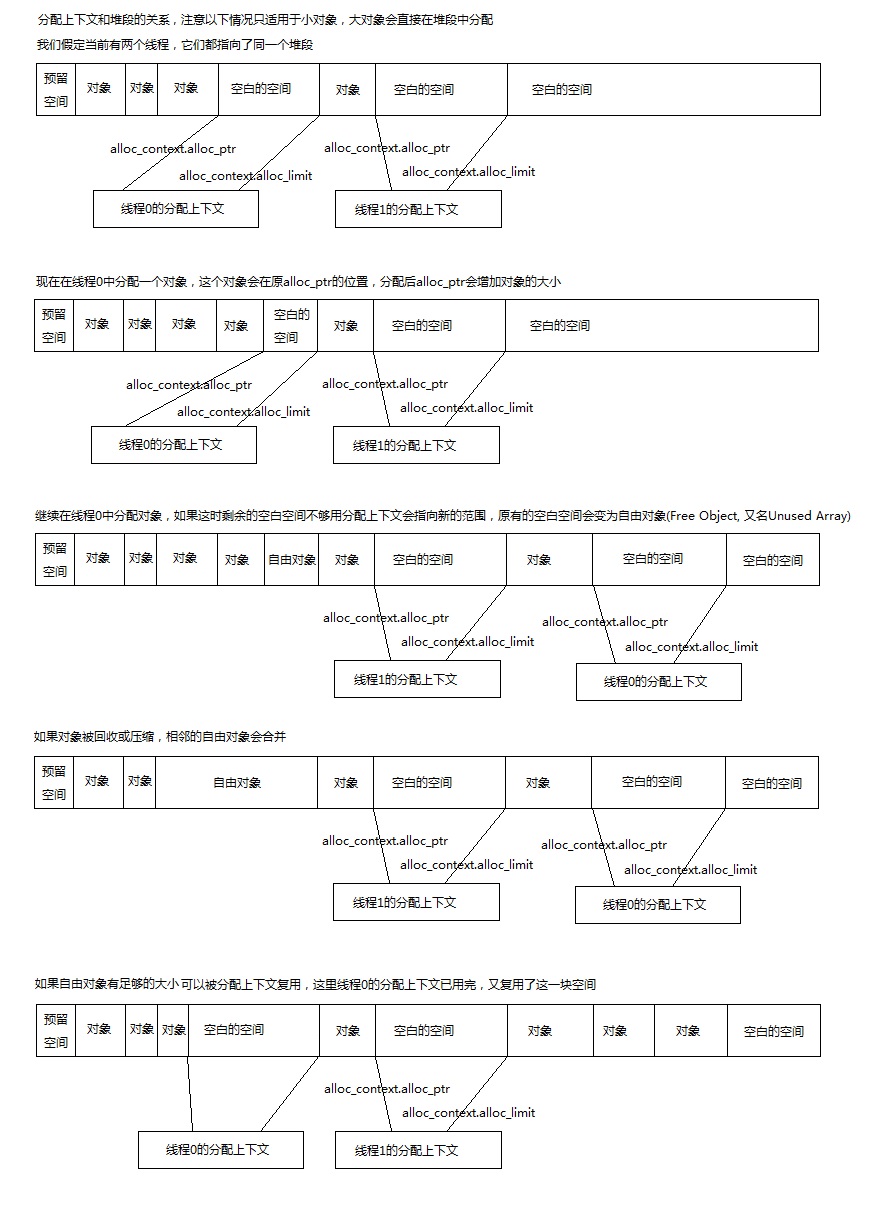 分配上下文和堆段的关系，注意以下情况只适用于小对象，大对象会直接在堆段中分配
我们假定当前有两个线程，它们都指向了同一个堆段
预留空间 对象 对象 对象 空白的空间 对象 空白的空间 空白的空间
alloc_context.alloc_ptr alloc_context.alloc_ptr
alloc_context.alloc_limit alloc_context.alloc_limit
线程0的分配上下文 线程1的分配上下文
现在在线程0中分配一个对象，这个对象会在原alloc_ptr的位置，分配后alloc_ptr会增加对象的大小
预留空间 对象 对象 对象 对象 空白的空间 对象 空白的空间 空白的空间
alloc_context.alloc_ptr alloc_context.alloc_ptr
alloc_context.alloc_limit alloc_context.alloc_limit
线程0的分配上下文 线程1的分配上下文
继续在线程0中分配对象，如果这时剩余的空白空间不够用分配上下文会指向新的范围，原有的空白空间会变为自由对象(Free Object, 又名Unused Array)
预留空间 对象 对象 对象 对象 自由对象 对象 空白的空间 对象 空白的空间 空白的空间
alloc_context.alloc_ptr alloc_context.alloc_ptr
alloc_context.alloc_limit alloc_context.alloc_limit
线程1的分配上下文 线程0的分配上下文
如果对象被回收或压缩，相邻的自由对象会合并
预留空间 对象 对象 自由对象 对象 空白的空间 对象 空白的空间 空白的空间
alloc_context.alloc_ptr alloc_context.alloc_ptr
alloc_context.alloc_limit alloc_context.alloc_limit
线程1的分配上下文 线程0的分配上下文
如果自由对象有足够的大小可以被分配上下文复用，这里线程0的分配上下文已用完，又复用了这一块空间
预留空间 对象 对象 对象 空白的空间 对象 空白的空间 对象 对象 对象 空白的空间
alloc_context.alloc_ptr
alloc_context.alloc_limit
线程0的分配上下文 线程1的分配上下文